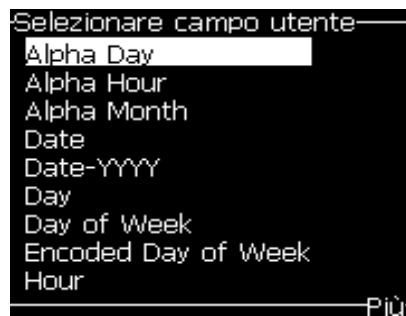 Selezionare campo utente
Alpha Day
Alpha Hour
Alpha Month
Date
Date-YYYY
Day
Day of Week
Encoded Day of Week
Hour
Più